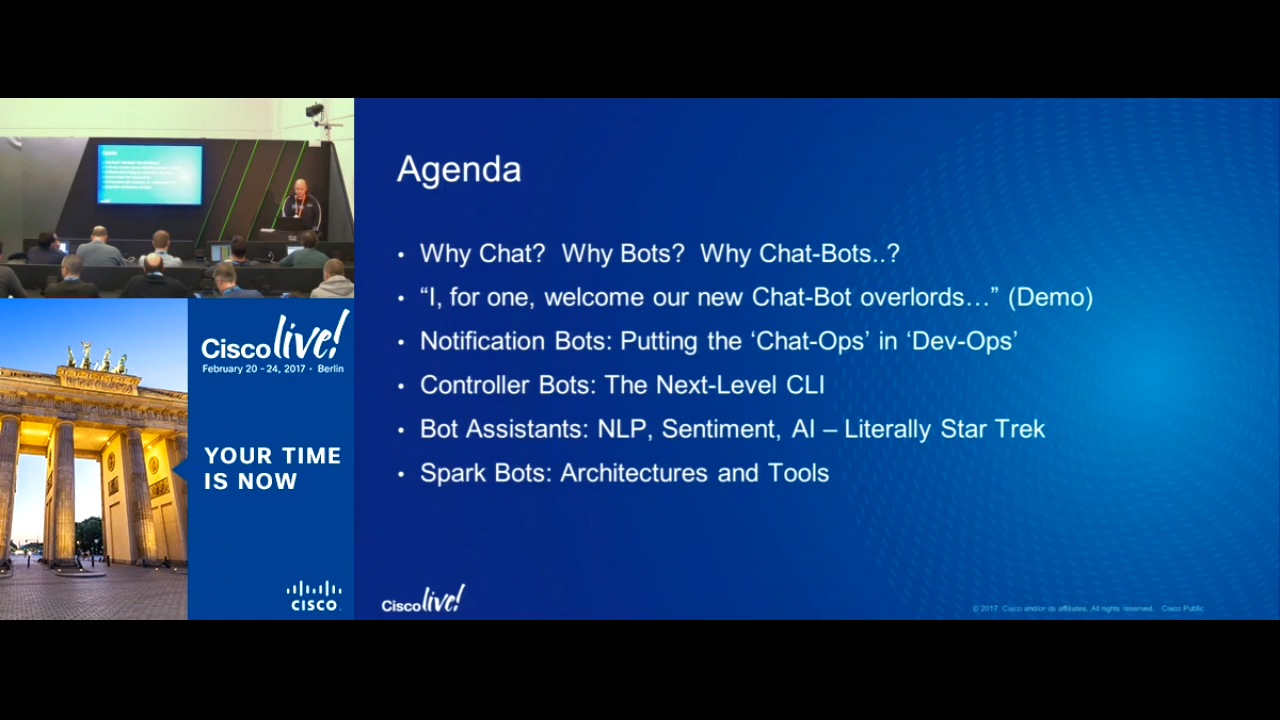 Agenda
• Why Chat? Why Bots? Why Chat-Bots..?
• “I, for one, welcome our new Chat-Bot overlords…” (Demo)
• Notification Bots: Putting the ‘Chat-Ops’ in ‘Dev-Ops’
• Controller Bots: The Next-Level CLI
• Bot Assistants: NLP, Sentiment, AI – Literally Star Trek
• Spark Bots: Architectures and Tools
Cisco live!
© 2017 Cisco and/or its affiliates. All rights reserved. Cisco Public
Cisco live!
February 20 - 24, 2017 • Berlin
YOUR TIME
IS NOW
CISCO